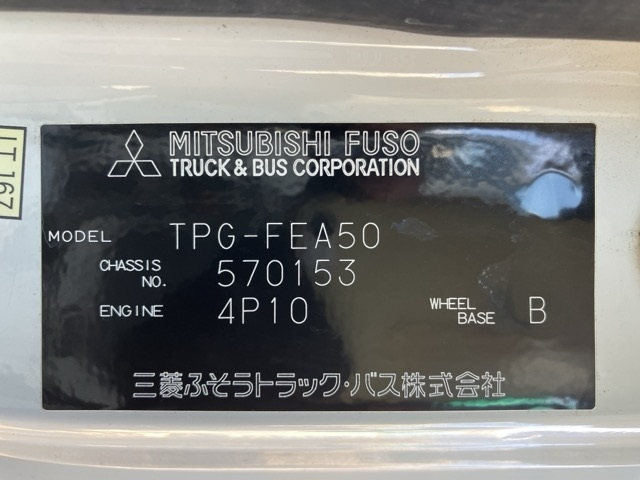 MITSUBISHI FUSO
TRUCK & BUS CORPORATION
MODEL TPG-FEA50
CHASSIS NO. 570153
ENGINE 4P10 WHEEL BASE B
三菱ふそうトラック・バス株式会社